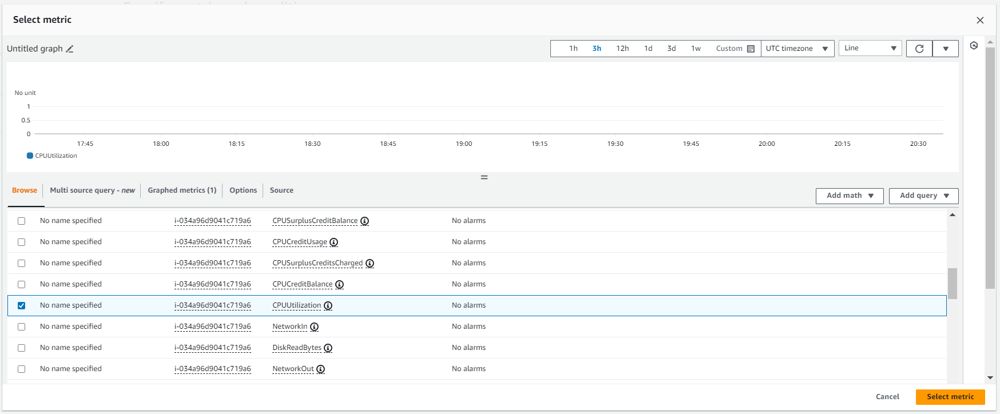 Select metric
Untitled graph
1h 3h 12h 1d 3d 1w Custom UTC timezone Line
No unit
1
0.5
0
17:45 18:00 18:15 18:30 18:45 19:00 19:15 19:30 19:45 20:00 20:15 20:30
CPUUtilization
Browse Multi source query - new Graphed metrics (1) Options Source
Add math Add query
No name specified i-034a96d9041c719a6 CPUSurplusCreditBalance No alarms
No name specified i-034a96d9041c719a6 CPUCreditUsage No alarms
No name specified i-034a96d9041c719a6 CPUSurplusCreditsCharged No alarms
No name specified i-034a96d9041c719a6 CPUCreditBalance No alarms
No name specified i-034a96d9041c719a6 CPUUtilization No alarms
No name specified i-034a96d9041c719a6 NetworkIn No alarms
No name specified i-034a96d9041c719a6 DiskReadBytes No alarms
No name specified i-034a96d9041c719a6 NetworkOut No alarms
Cancel Select metric